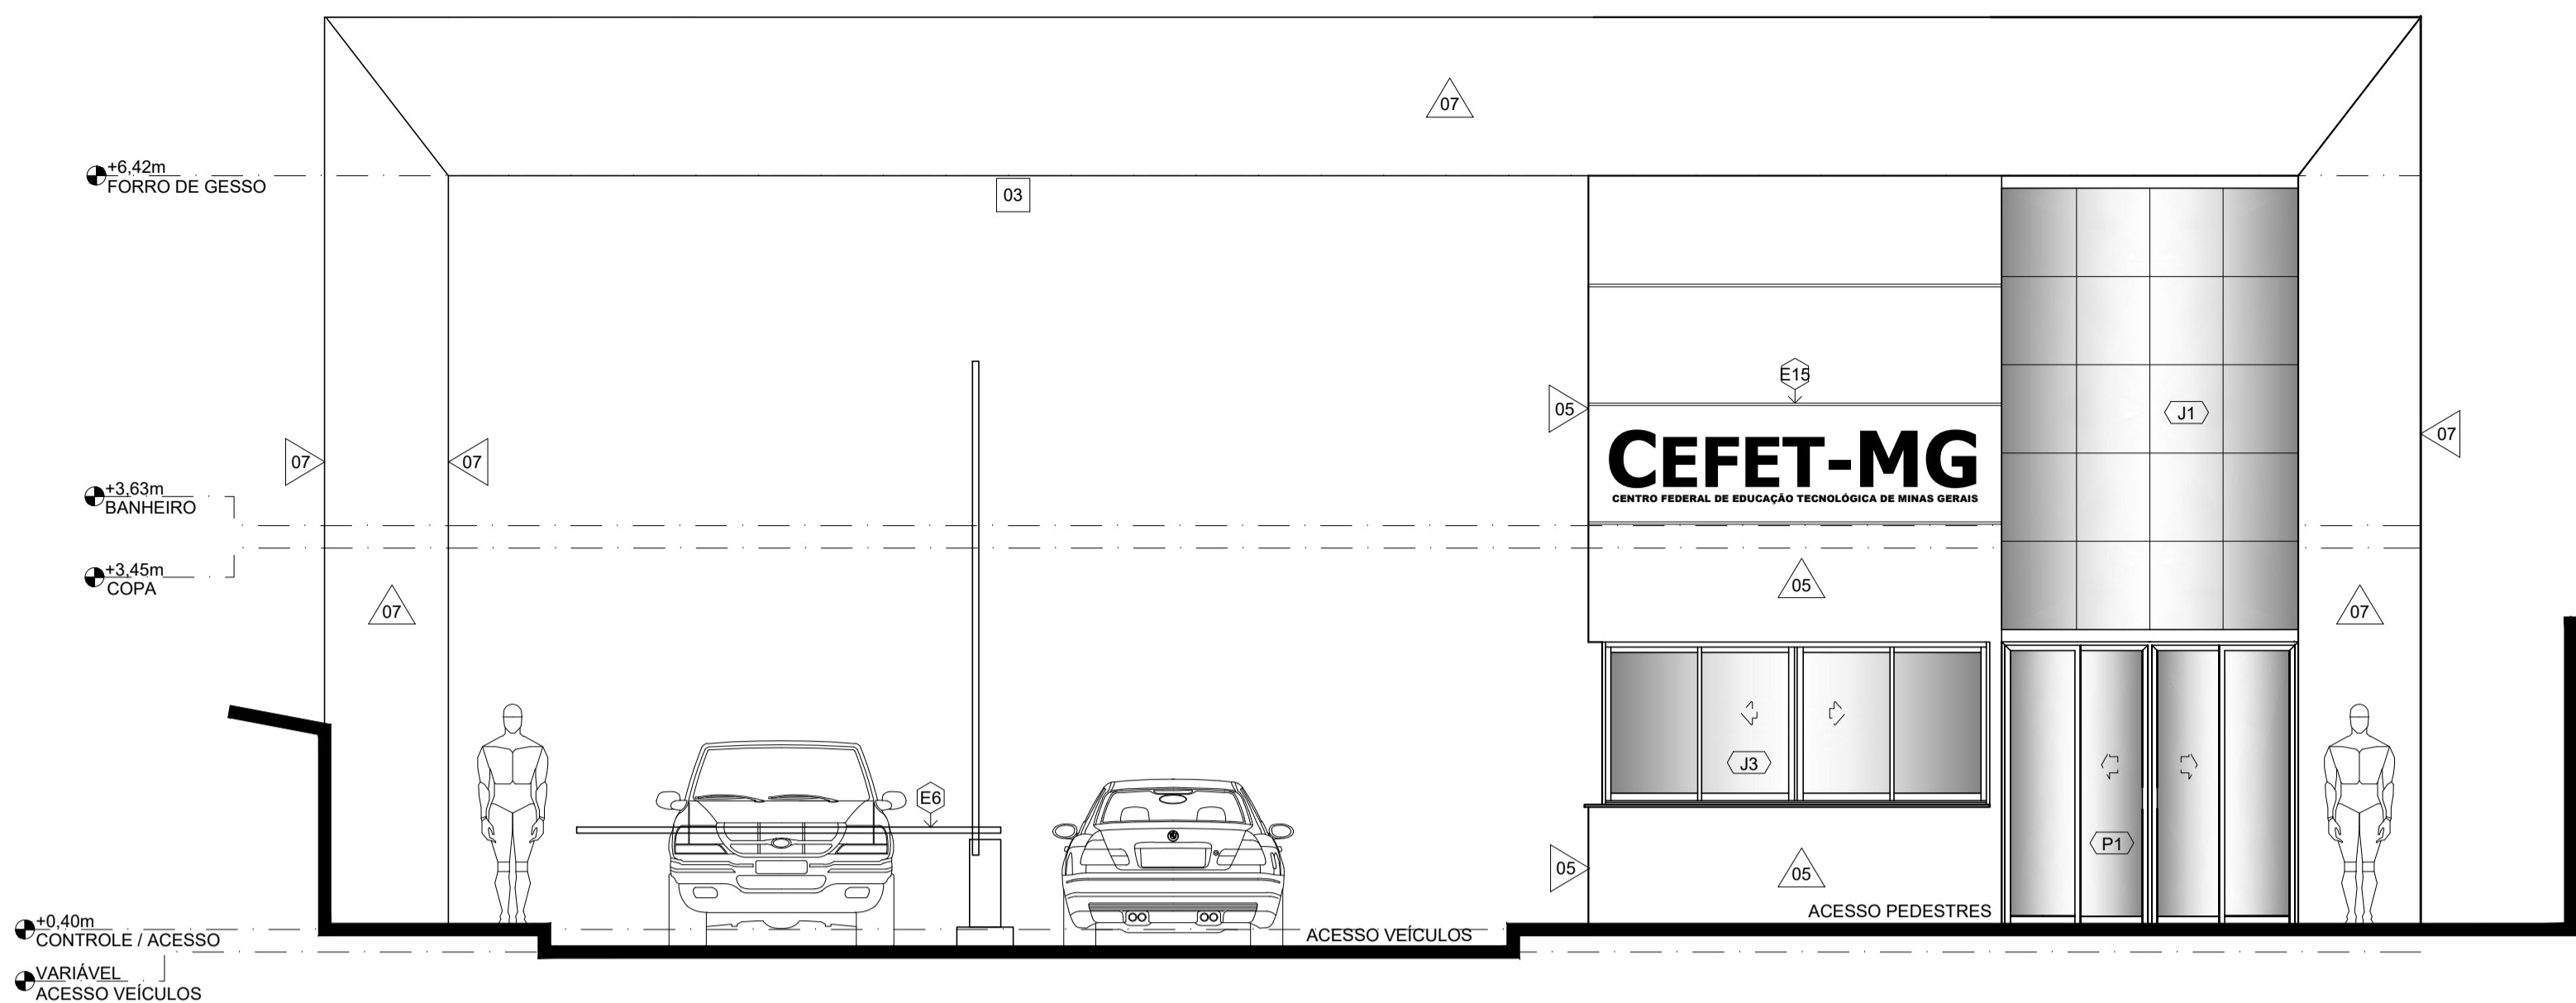 07
+6,42m
FORRO DE GESSO
03
E15
05
J1
07
07
07
CEFET-MG
CENTRO FEDERAL DE EDUCAÇÃO TECNOLÓGICA DE MINAS GERAIS
+3,63m
BANHEIRO
+3,45m
COPA
05
07
07
J3
E6
P1
05
05
ACESSO PEDESTRES
+0,40m
CONTROLE / ACESSO
ACESSO VEÍCULOS
VARIÁVEL
ACESSO VEÍCULOS